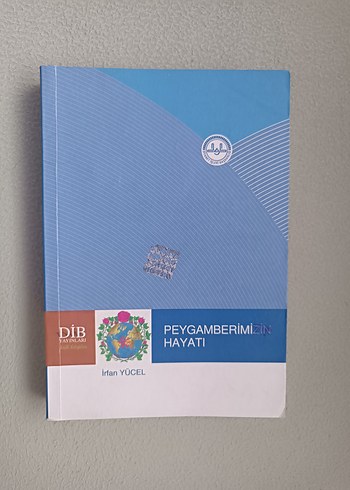 DİB
YAYINLARI
PEYGAMBERİMİZİN
HAYATI
İrfan YÜCEL